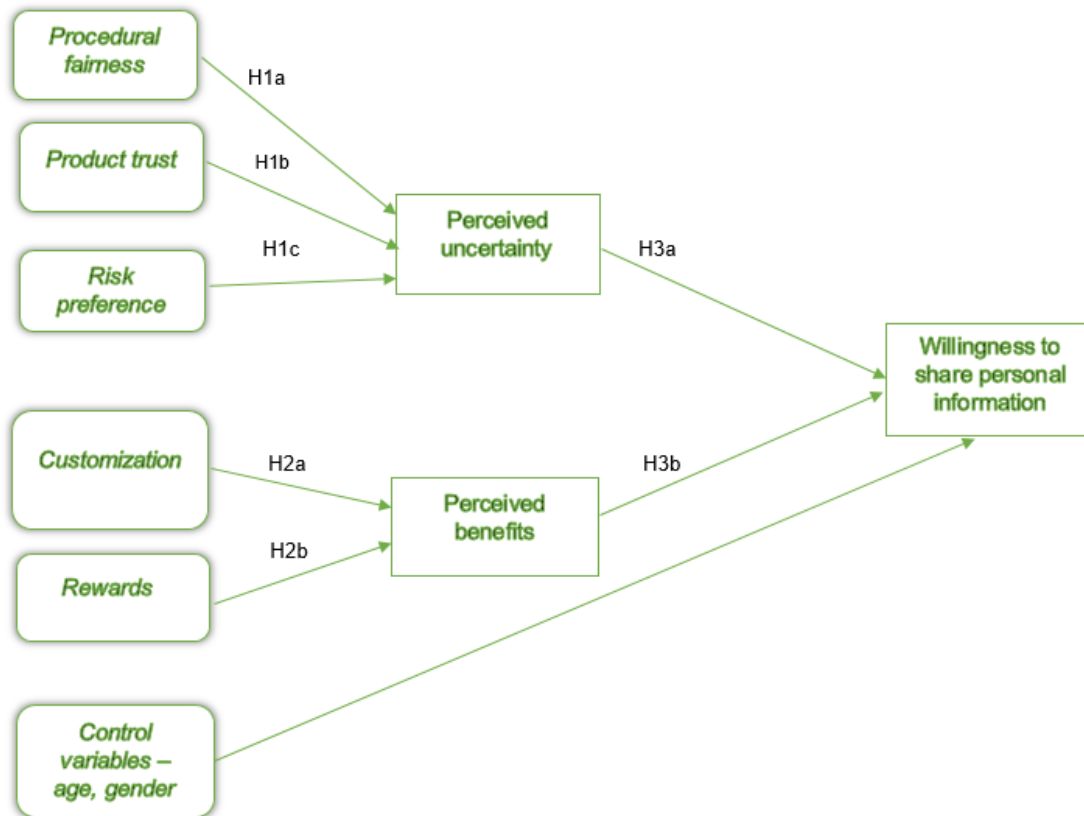 Procedural
fairness
H1a
Product trust
H1b
Risk
preference
H1c
Perceived
uncertainty
H3a
Willingness to
share personal
information
Customization
H2a
Rewards
H2b
Perceived
benefits
H3b
Control
variables –
age, gender